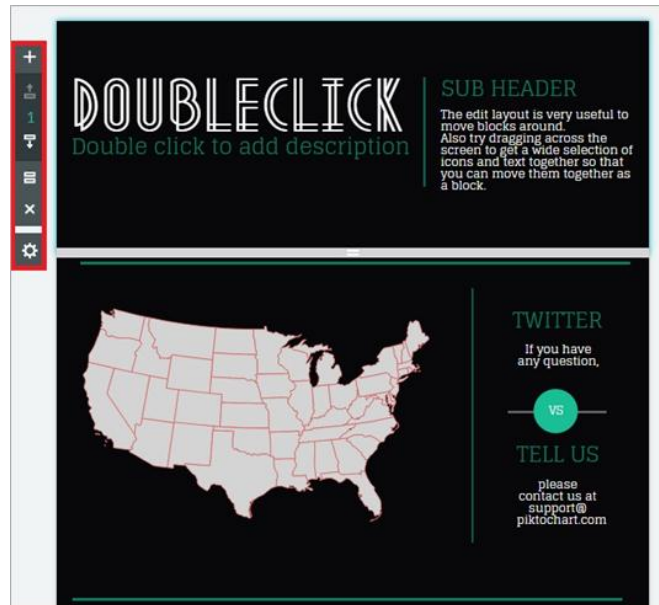 1
DOUBLECLICK
Double click to add description
SUB HEADER
The edit layout is very useful to
move blocks around.
Also try dragging across the
screen to get a wide selection of
icons and text together so that
you can move them together as
a block.
TWITTER
If you have
any question,
VS
TELL US
please
contact us at
support@
piktochart.com